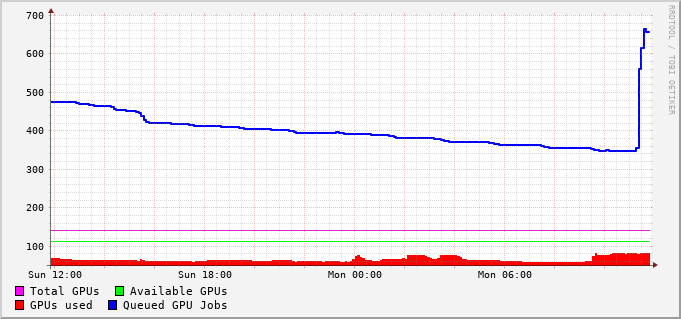 700
600
500
400
300
200
100
Sun 12:00 Sun 18:00 Mon 00:00 Mon 06:00
Total GPUs Available GPUs
GPUs used Queued GPU Jobs
RRDTOOL / TOBI OETIKER